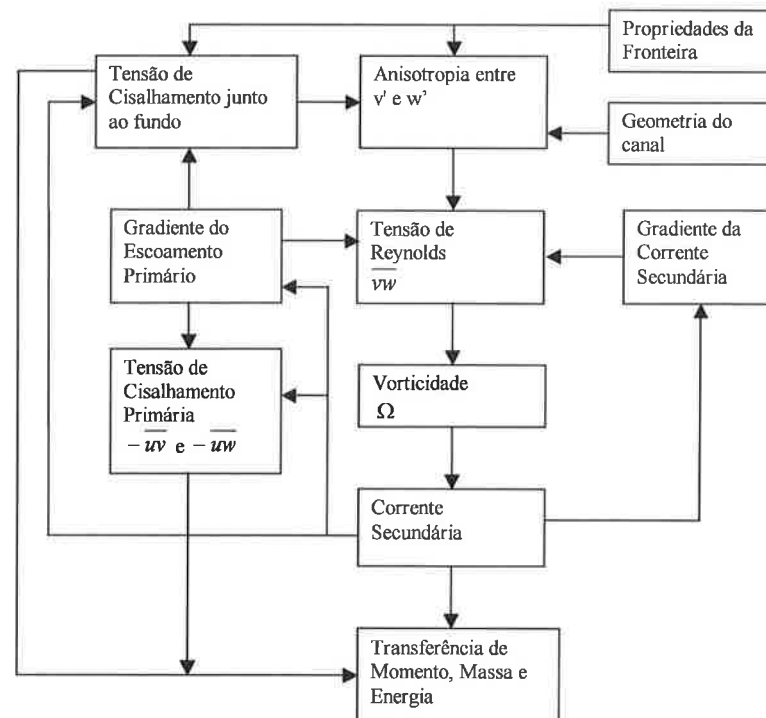 Propriedades da
Fronteira
Tensão de
Cisalhamento junto
ao fundo
Anisotropia entre
v' e w'
Geometria do
canal
Gradiente do
Escoamento
Primário
Tensão de
Reynolds
vw
Gradiente da
Corrente
Secundária
Tensão de
Cisalhamento
Primária
− uv e − uw
Vorticidade
Ω
Corrente
Secundária
Transferência de
Momento, Massa e
Energia